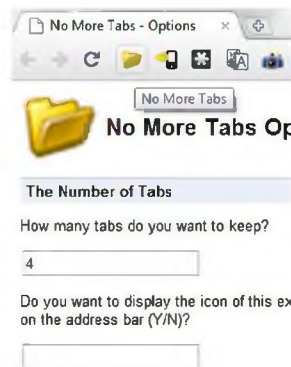 No More Tabs - Options
No More Tabs
No More Tabs Op
The Number of Tabs
How many tabs do you want to keep?
4
Do you want to display the icon of this ex
on the address bar (Y/N)?